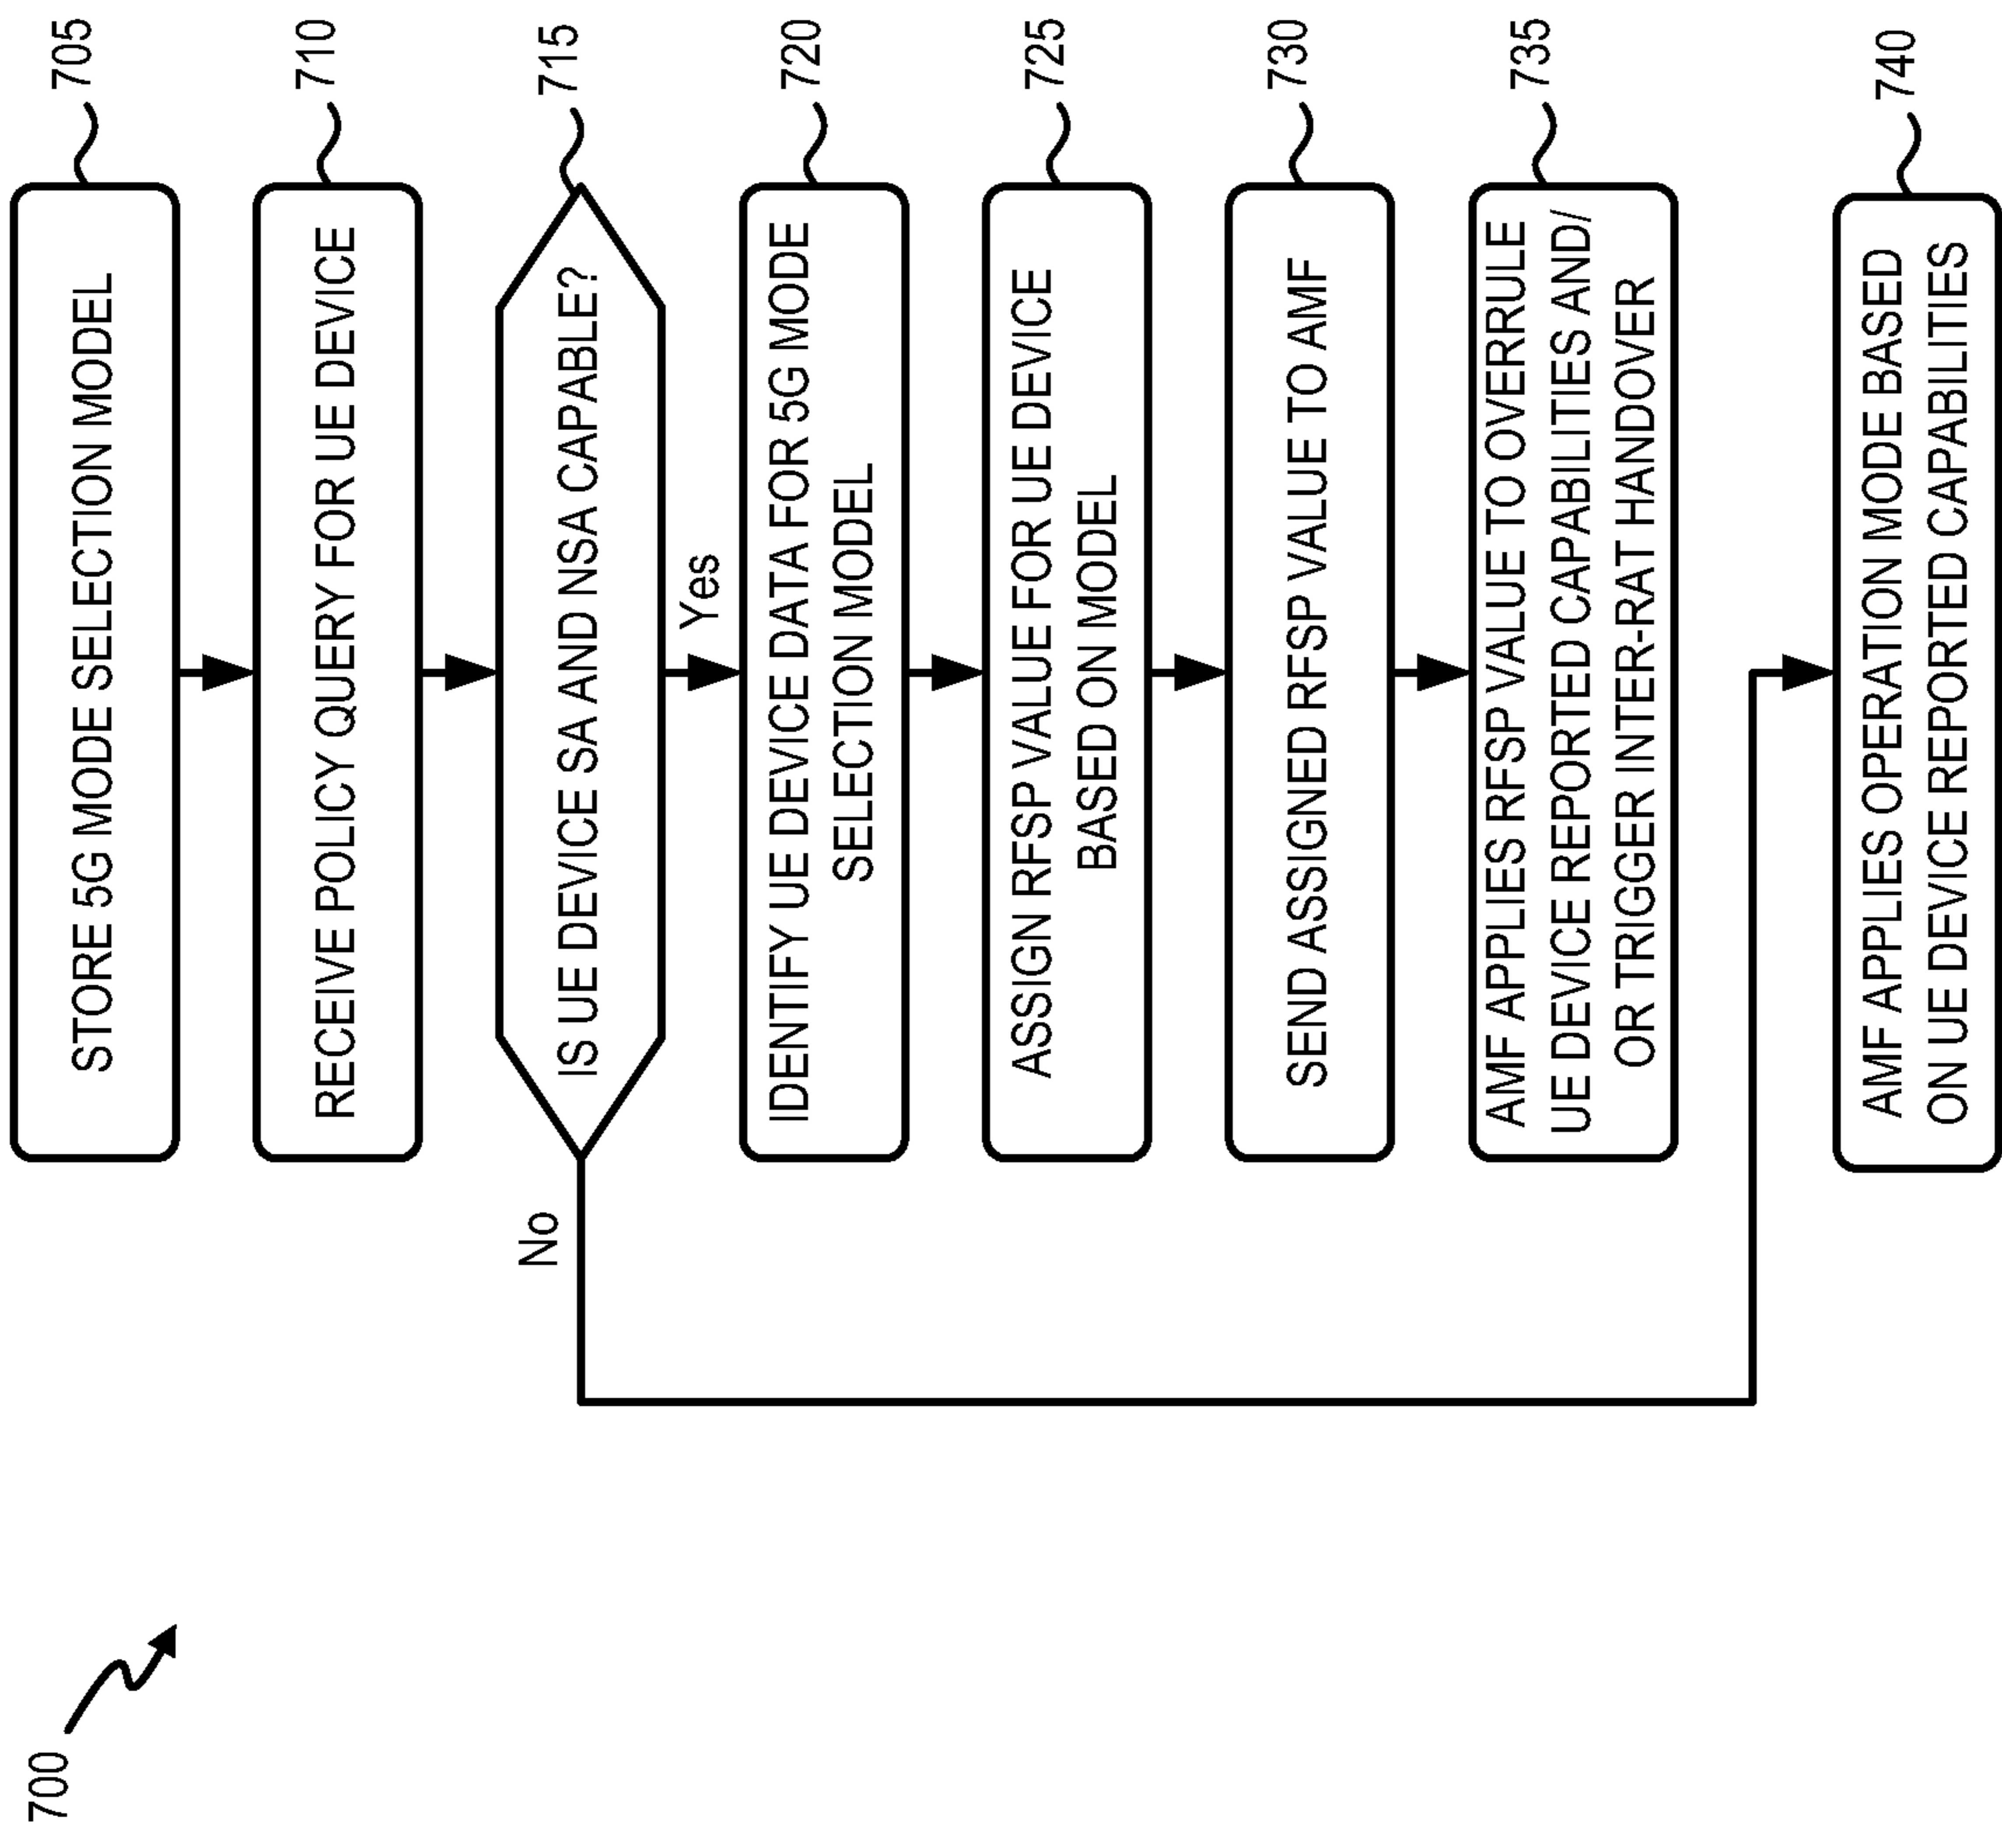 700
STORE 5G MODE SELECTION MODEL
705
RECEIVE POLICY QUERY FOR UE DEVICE
710
IS UE DEVICE SA AND NSA CAPABLE?
715
No
Yes
IDENTIFY UE DEVICE DATA FOR 5G MODE
SELECTION MODEL
720
ASSIGN RFSP VALUE FOR UE DEVICE
BASED ON MODEL
725
SEND ASSIGNED RFSP VALUE TO AMF
730
AMF APPLIES RFSP VALUE TO OVERRULE
UE DEVICE REPORTED CAPABILITIES AND/
OR TRIGGER INTER-RAT HANDOVER
735
AMF APPLIES OPERATION MODE BASED
ON UE DEVICE REPORTED CAPABILITIES
740